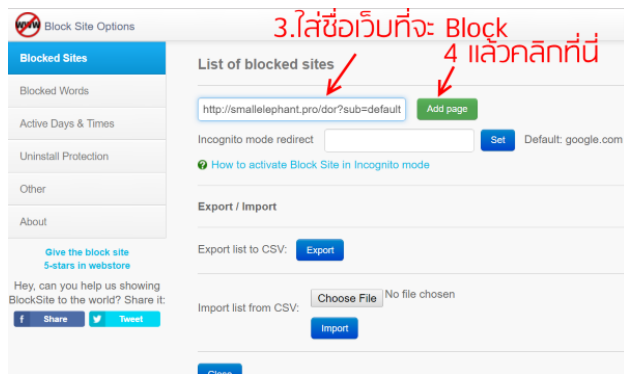 Block Site Options
3.ใส่ชื่อเว็บที่จะ Block
4 แล้วคลิกที่นี่
Blocked Sites
Blocked Words
Active Days & Times
Uninstall Protection
Other
About
Give the block site
5-stars in webstore
Hey, can you help us showing
BlockSite to the world? Share it:
f Share
Tweet
List of blocked sites
http://smallelephant.pro/dor?sub=default
Add page
Incognito mode redirect
Set
Default: google.com
? How to activate Block Site in Incognito mode
Export / Import
Export list to CSV:
Export
Import list from CSV:
Choose File
No file chosen
Import
Close